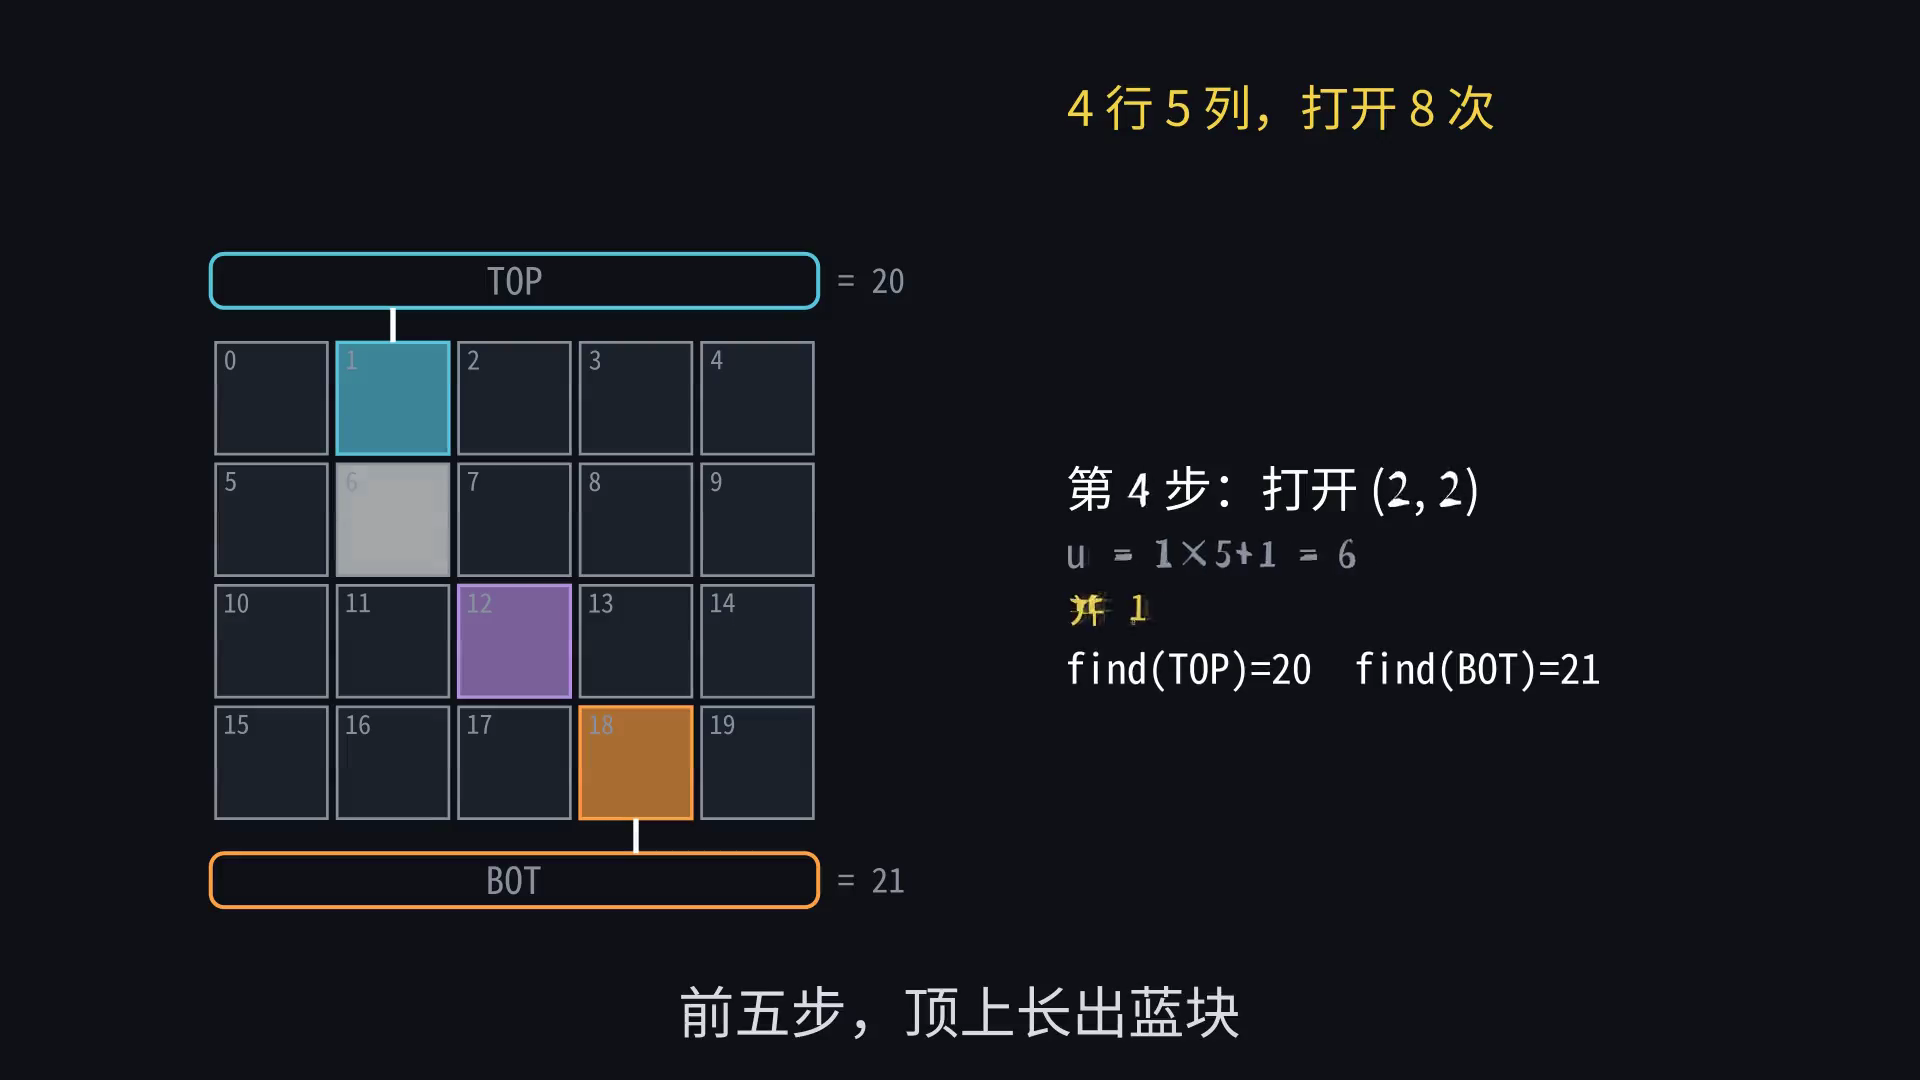 4 行 5 列，打开 8 次
TOP = 20
0 1 2 3 4
5 6 7 8 9
10 11 12 13 14
15 16 17 18 19
BOT = 21
第 4 步：打开 (2, 2)
u = 1×5+1 = 6
1
find(TOP)=20 find(BOT)=21
前五步，顶上长出蓝块